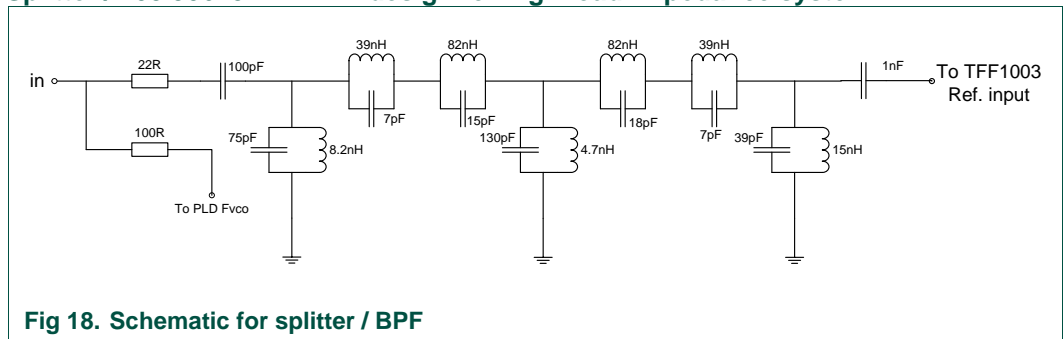 in
22R
100pF
39nH
7pF
82nH
15pF
82nH
18pF
39nH
7pF
1nF
To TFF1003
Ref. input
100R
To PLD Fvco
75pF
8.2nH
130pF
4.7nH
39pF
15nH
Fig 18. Schematic for splitter / BPF